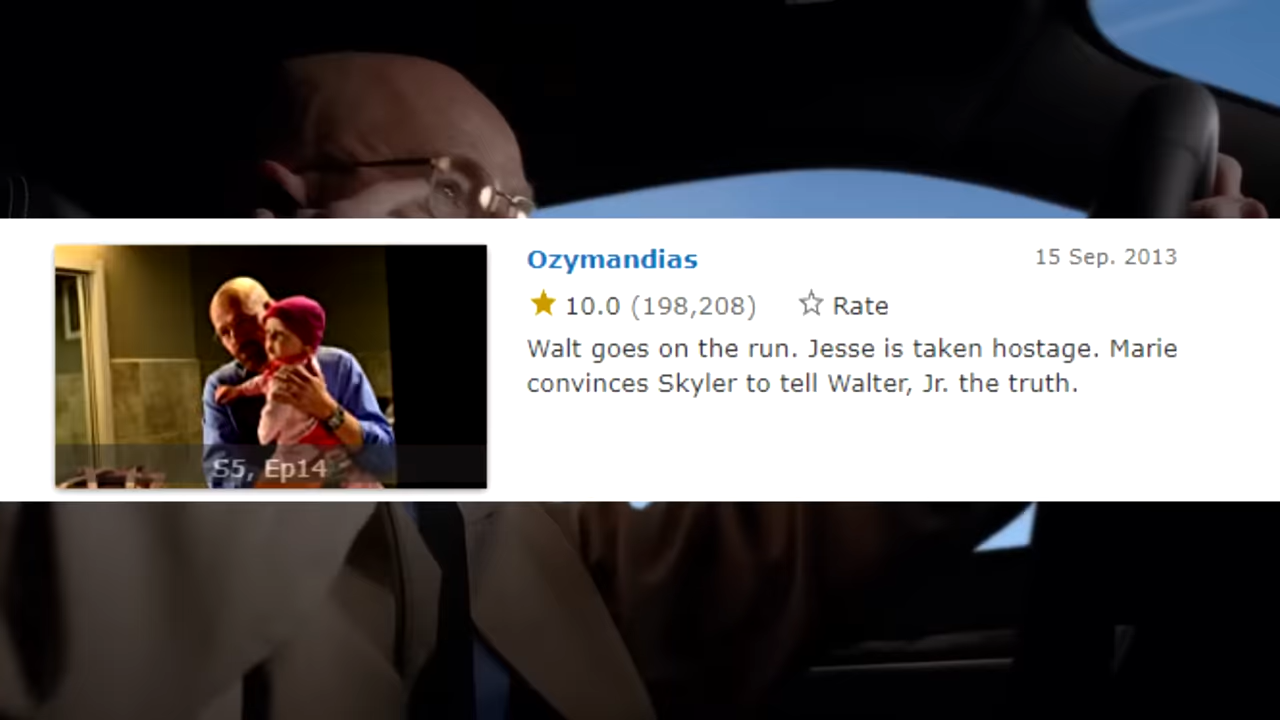 Ozymandias
15 Sep. 2013
10.0 (198,208) Rate
Walt goes on the run. Jesse is taken hostage. Marie
convinces Skyler to tell Walter, Jr. the truth.
S5, Ep14